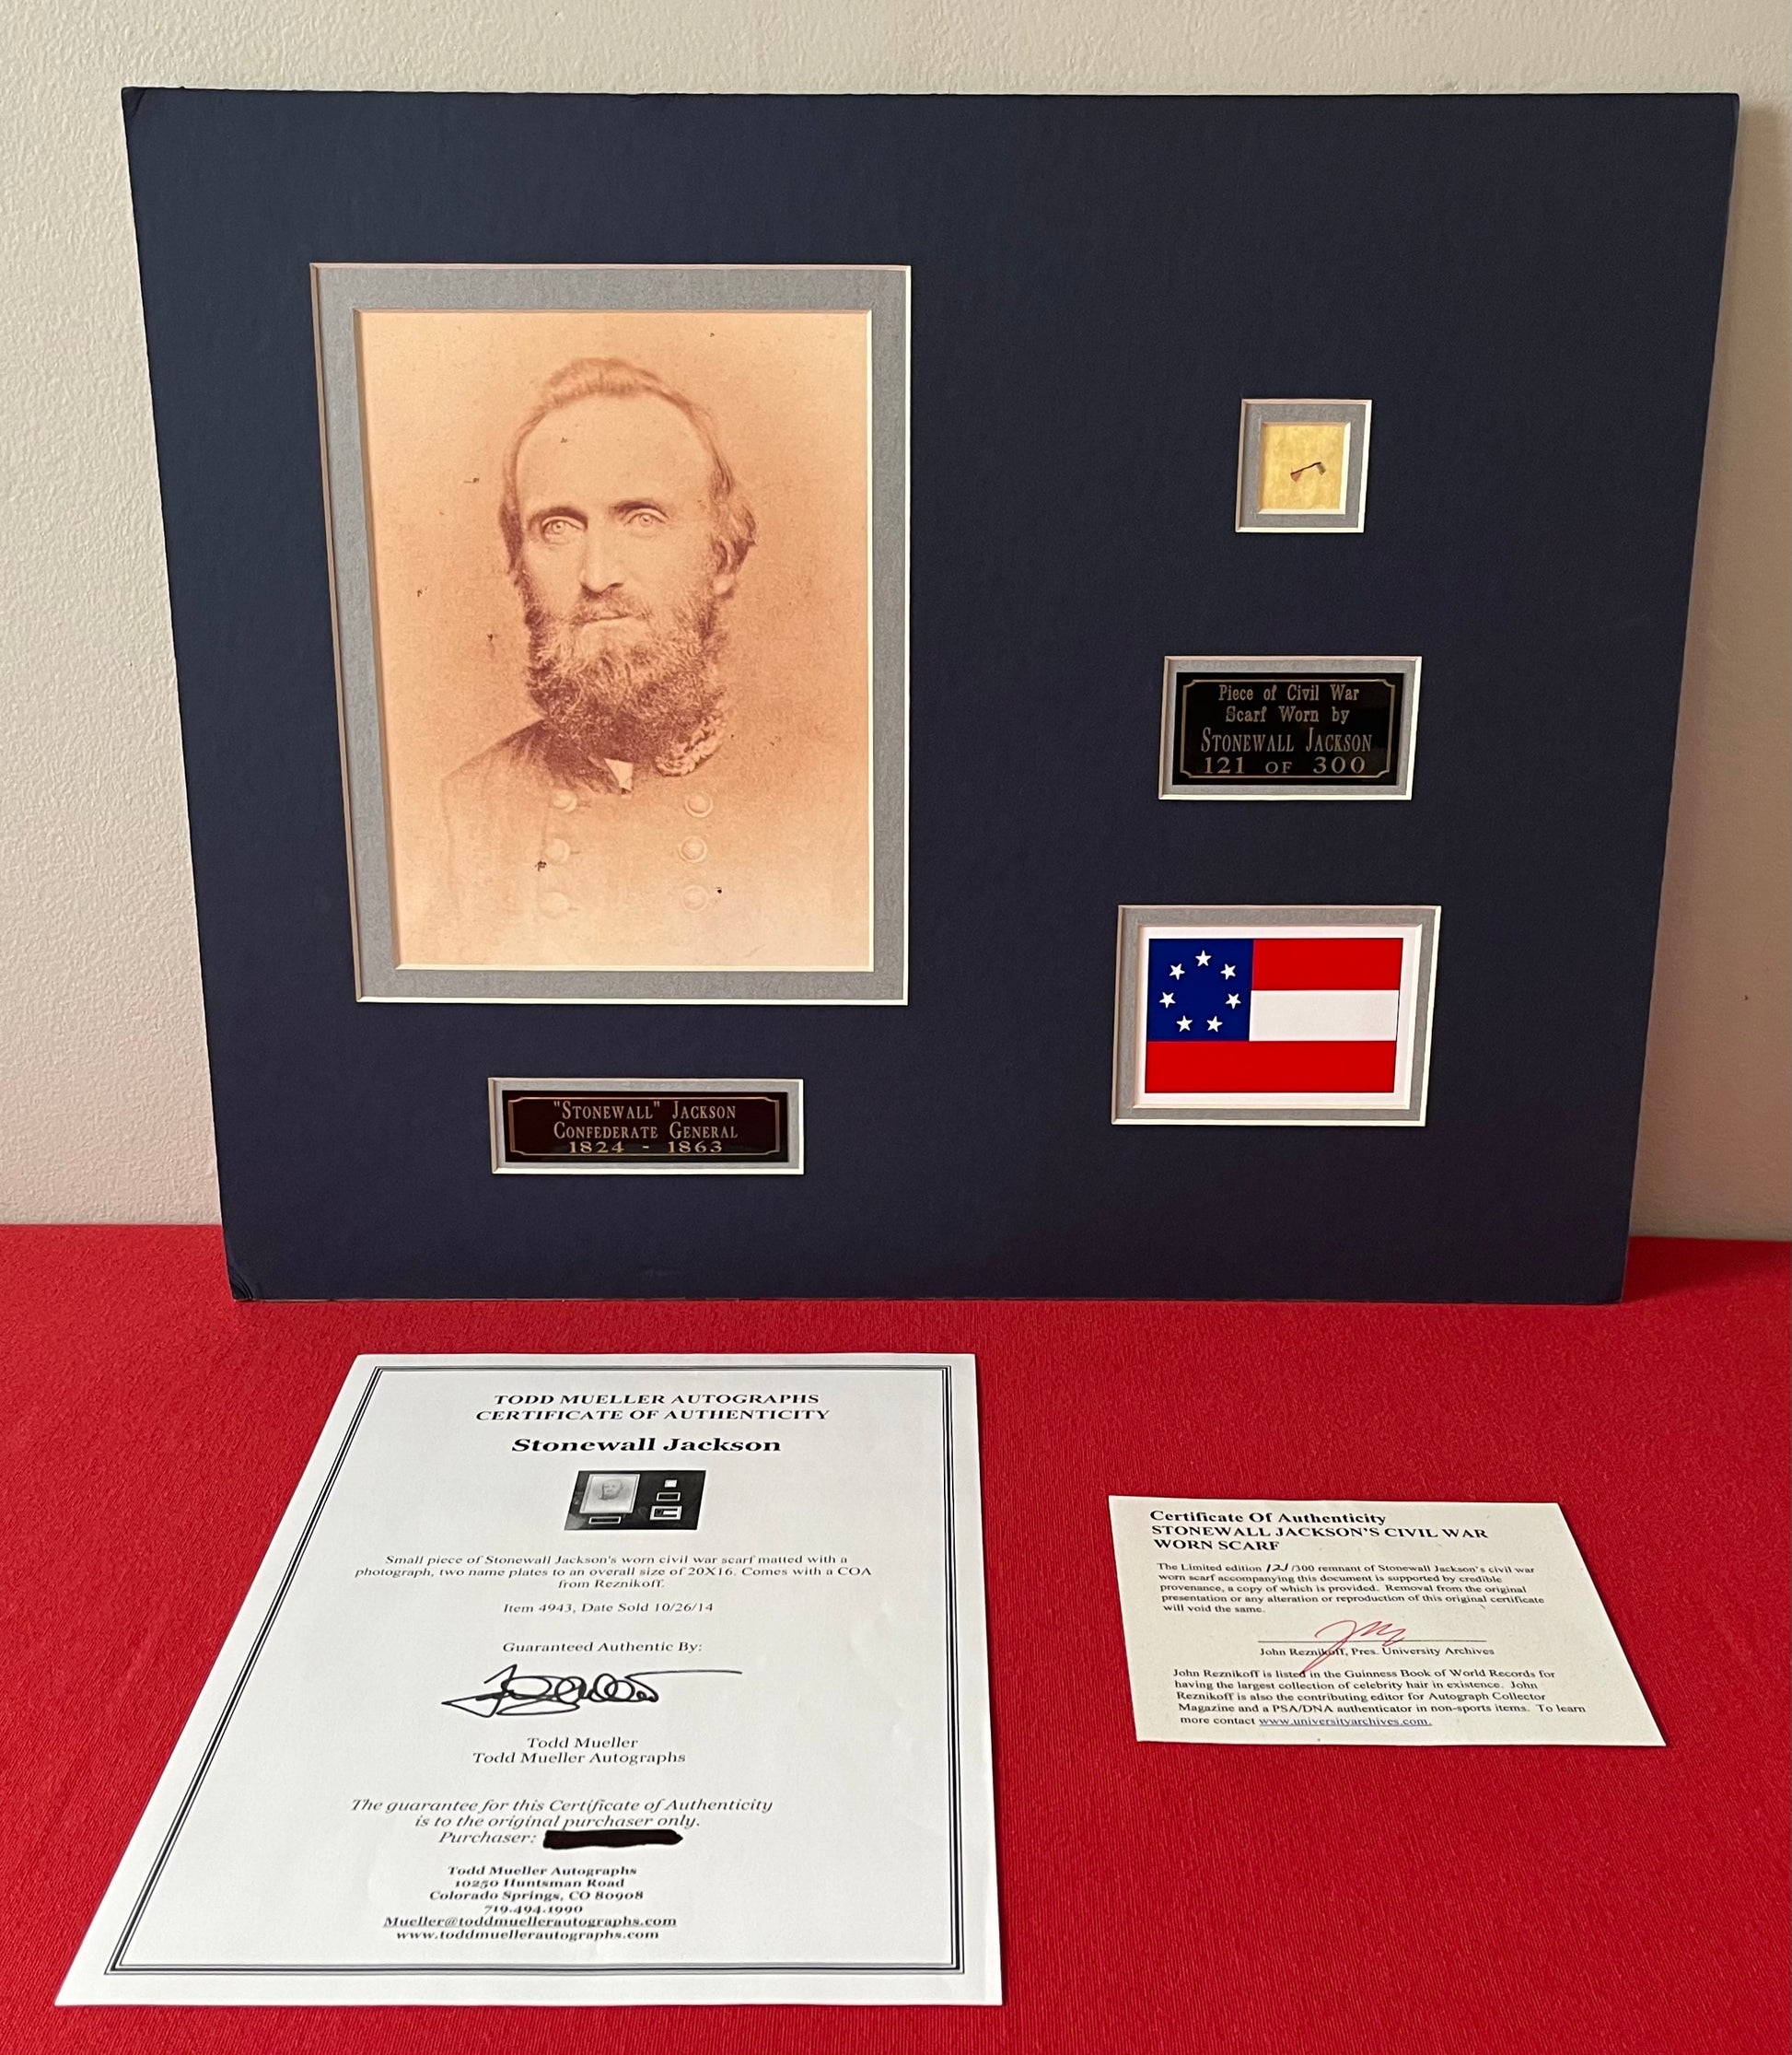 Piece of Civil War
Scarf Worn by
STONEWALL JACKSON
121 OF 300
"STONEWALL" JACKSON
CONFEDERATE GENERAL
1824 - 1863
TODD MUELLER AUTOGRAPHS
CERTIFICATE OF AUTHENTICITY
Stonewall Jackson
Small piece of Stonewall Jackson's worn civil war scarf matted with a
photograph, two name plates to an overall size of 20X16. Comes with a COA
from Reznikoff.
Item 4943, Date Sold 10/26/14
Guaranteed Authentic By:
Todd Mueller
Todd Mueller Autographs
The guarantee for this Certificate of Authenticity
is to the original purchaser only.
Purchaser:
Todd Mueller Autographs
10250 Huntsman Road
Colorado Springs, CO 80908
719.494.1990
Mueller@toddmuellerautographs.com
www.toddmuellerautographs.com
Certificate Of Authenticity
STONEWALL JACKSON'S CIVIL WAR
WORN SCARF
The Limited edition 121/300 remnant of Stonewall Jackson's civil war
worn scarf accompanying this document is supported by credible
provenance, a copy of which is provided. Removal from the original
presentation or any alteration or reproduction of this original certificate
will void the same.
John Reznikoff, Pres. University Archives
John Reznikoff is listed in the Guinness Book of World Records for
having the largest collection of celebrity hair in existence. John
Reznikoff is also the contributing editor for Autograph Collector
Magazine and a PSA/DNA authenticator in non-sports items. To learn
more contact www.universityarchives.com.